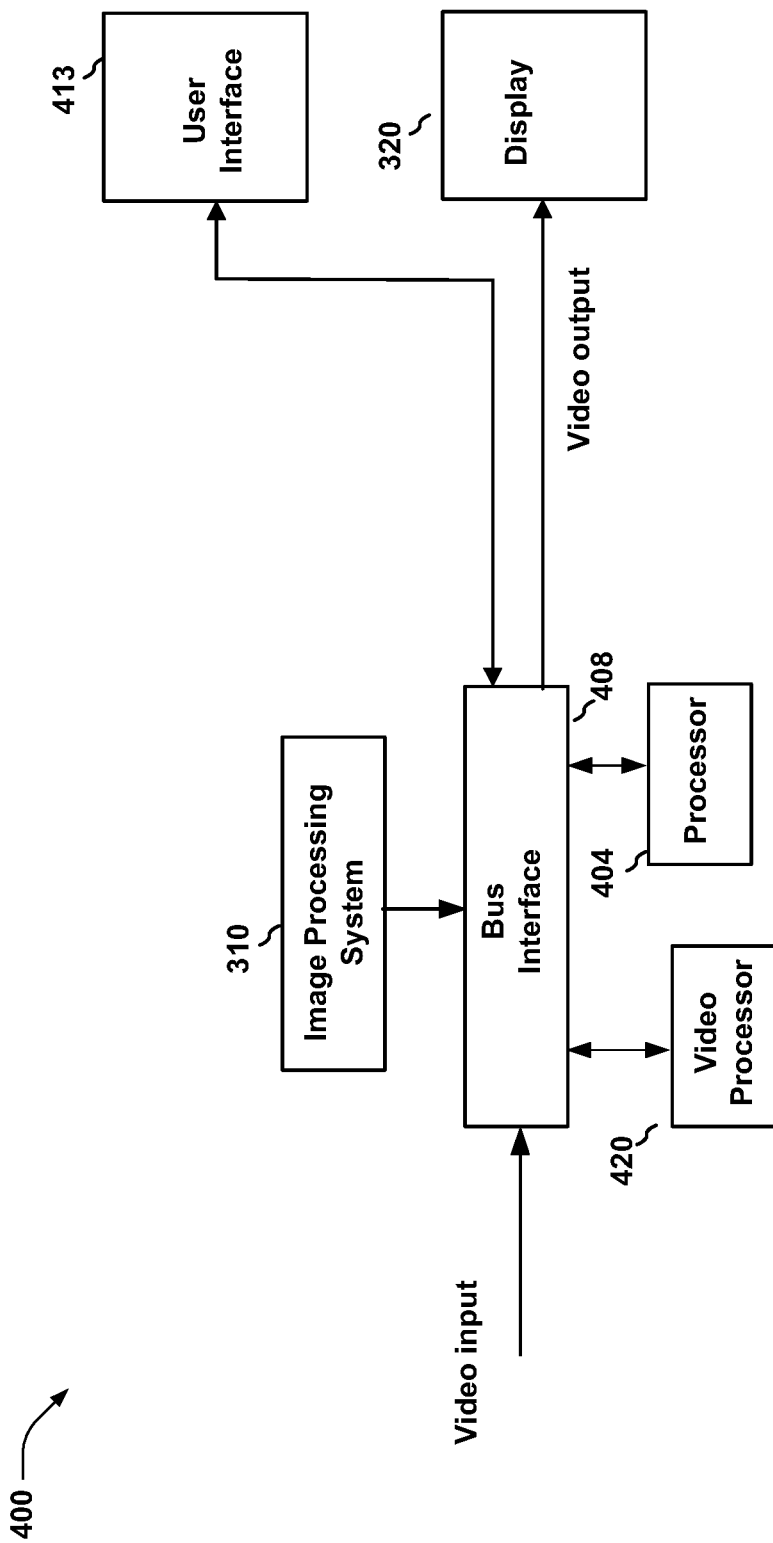 400
310
Image Processing
System
Video input
Bus
Interface
408
420
Video
Processor
404
Processor
413
User
Interface
320
Display
Video output